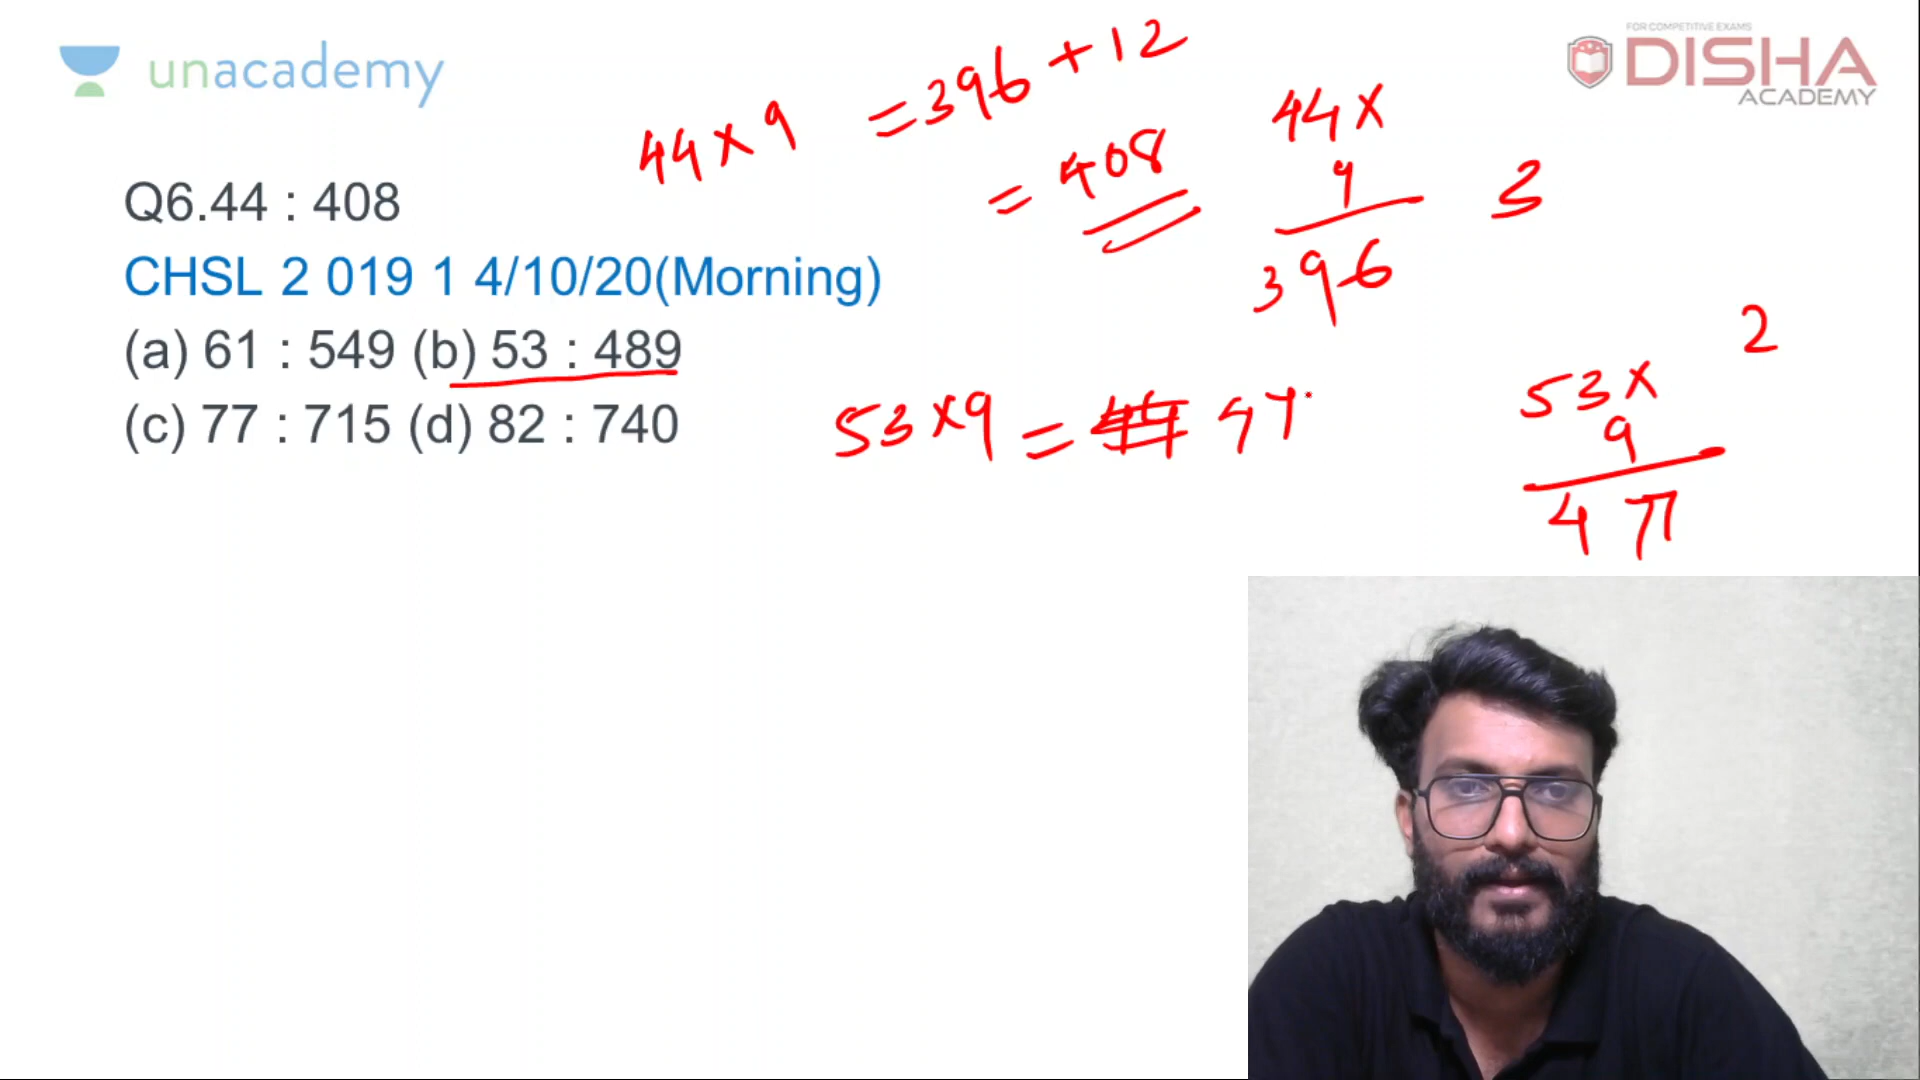 unacademy
FOR COMPETITIVE EXAMS
DISHA
ACADEMY
44 x 9 = 396 + 12
= 408
44 x
9
396
3
Q6.44 : 408
CHSL 2 019 1 4/10/20(Morning)
(a) 61 : 549 (b) 53 : 489
(c) 77 : 715 (d) 82 : 740
53 x 9 = 47
2
53 x
9
477